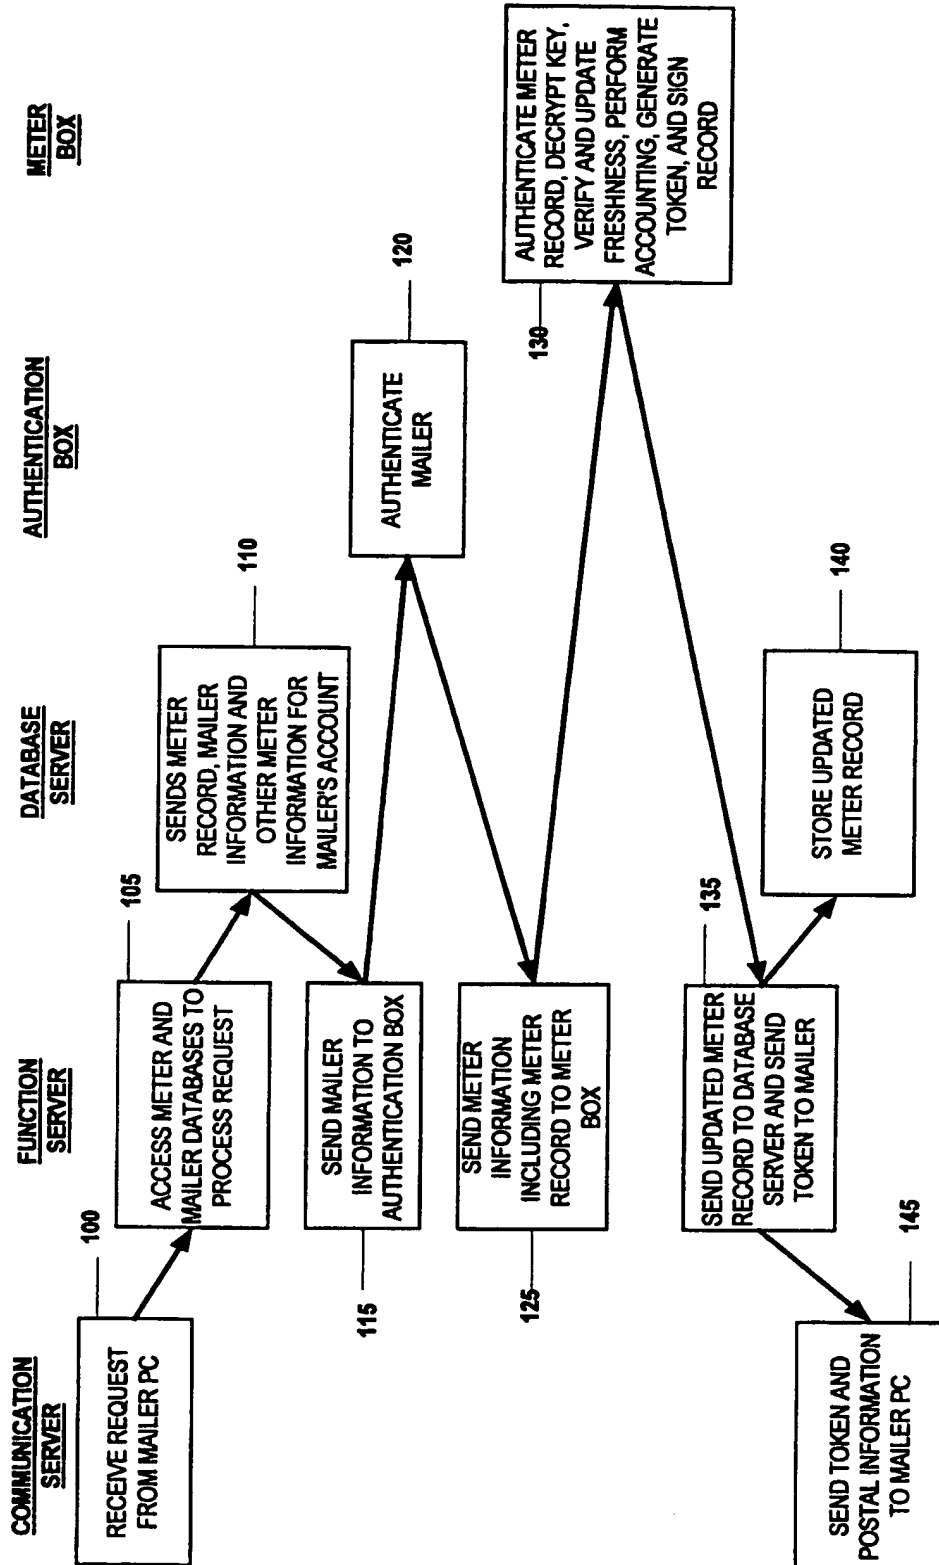 COMMUNICATION
SERVER
FUNCTION
SERVER
DATABASE
SERVER
AUTHENTICATION
BOX
METER
BOX
RECEIVE REQUEST
FROM MAILER PC
100
ACCESS METER AND
MAILER DATABASES TO
PROCESS REQUEST
105
SENDS METER
RECORD, MAILER
INFORMATION AND
OTHER METER
INFORMATION FOR
MAILER'S ACCOUNT
110
SEND MAILER
INFORMATION TO
AUTHENTICATION BOX
115
AUTHENTICATE
MAILER
120
SEND METER
INFORMATION
INCLUDING METER
RECORD TO METER
BOX
125
AUTHENTICATE METER
RECORD, DECRYPT KEY,
VERIFY AND UPDATE
FRESHNESS, PERFORM
ACCOUNTING, GENERATE
TOKEN, AND SIGN
RECORD
130
SEND UPDATED METER
RECORD TO DATABASE
SERVER AND SEND
TOKEN TO MAILER
135
STORE UPDATED
METER RECORD
140
SEND TOKEN AND
POSTAL INFORMATION
TO MAILER PC
145